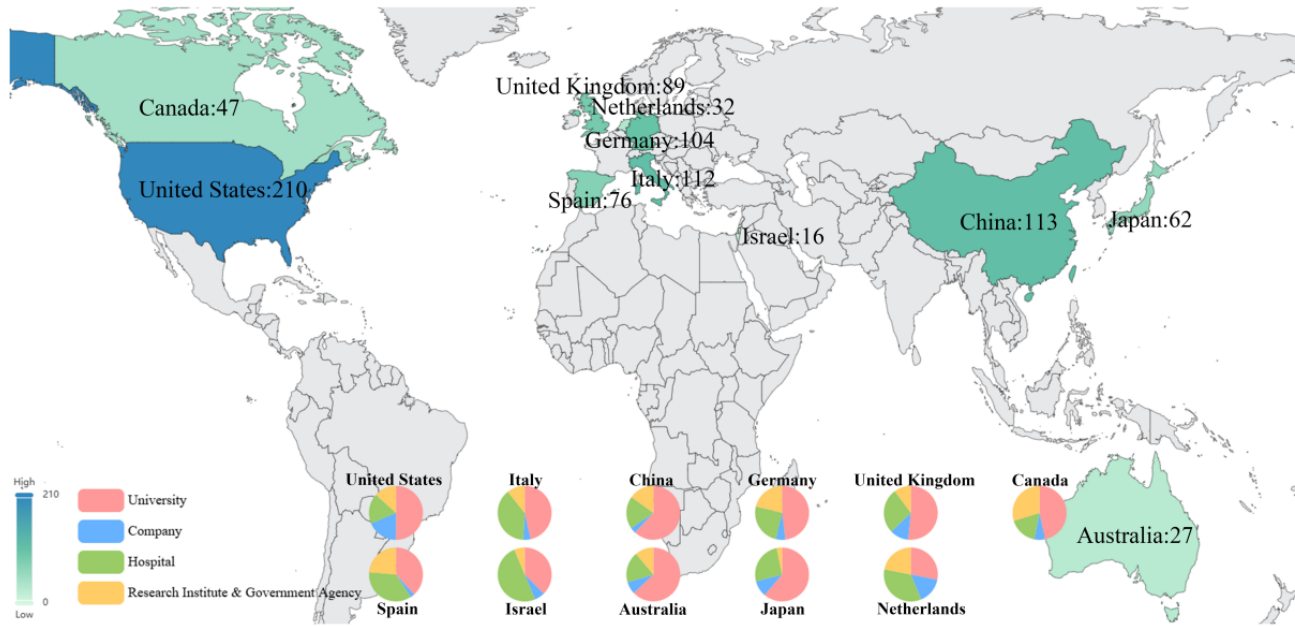 United Kingdom:89
Canada:47
Netherlands:32
Germany:104
United States:210
Italy:112
Spain:76
China:113
Japan:62
Israel:16
Australia:27
High
210
0
Low
University
Company
Hospital
Research Institute & Government Agency
United States
Italy
China
Germany
United Kingdom
Canada
Spain
Israel
Australia
Japan
Netherlands